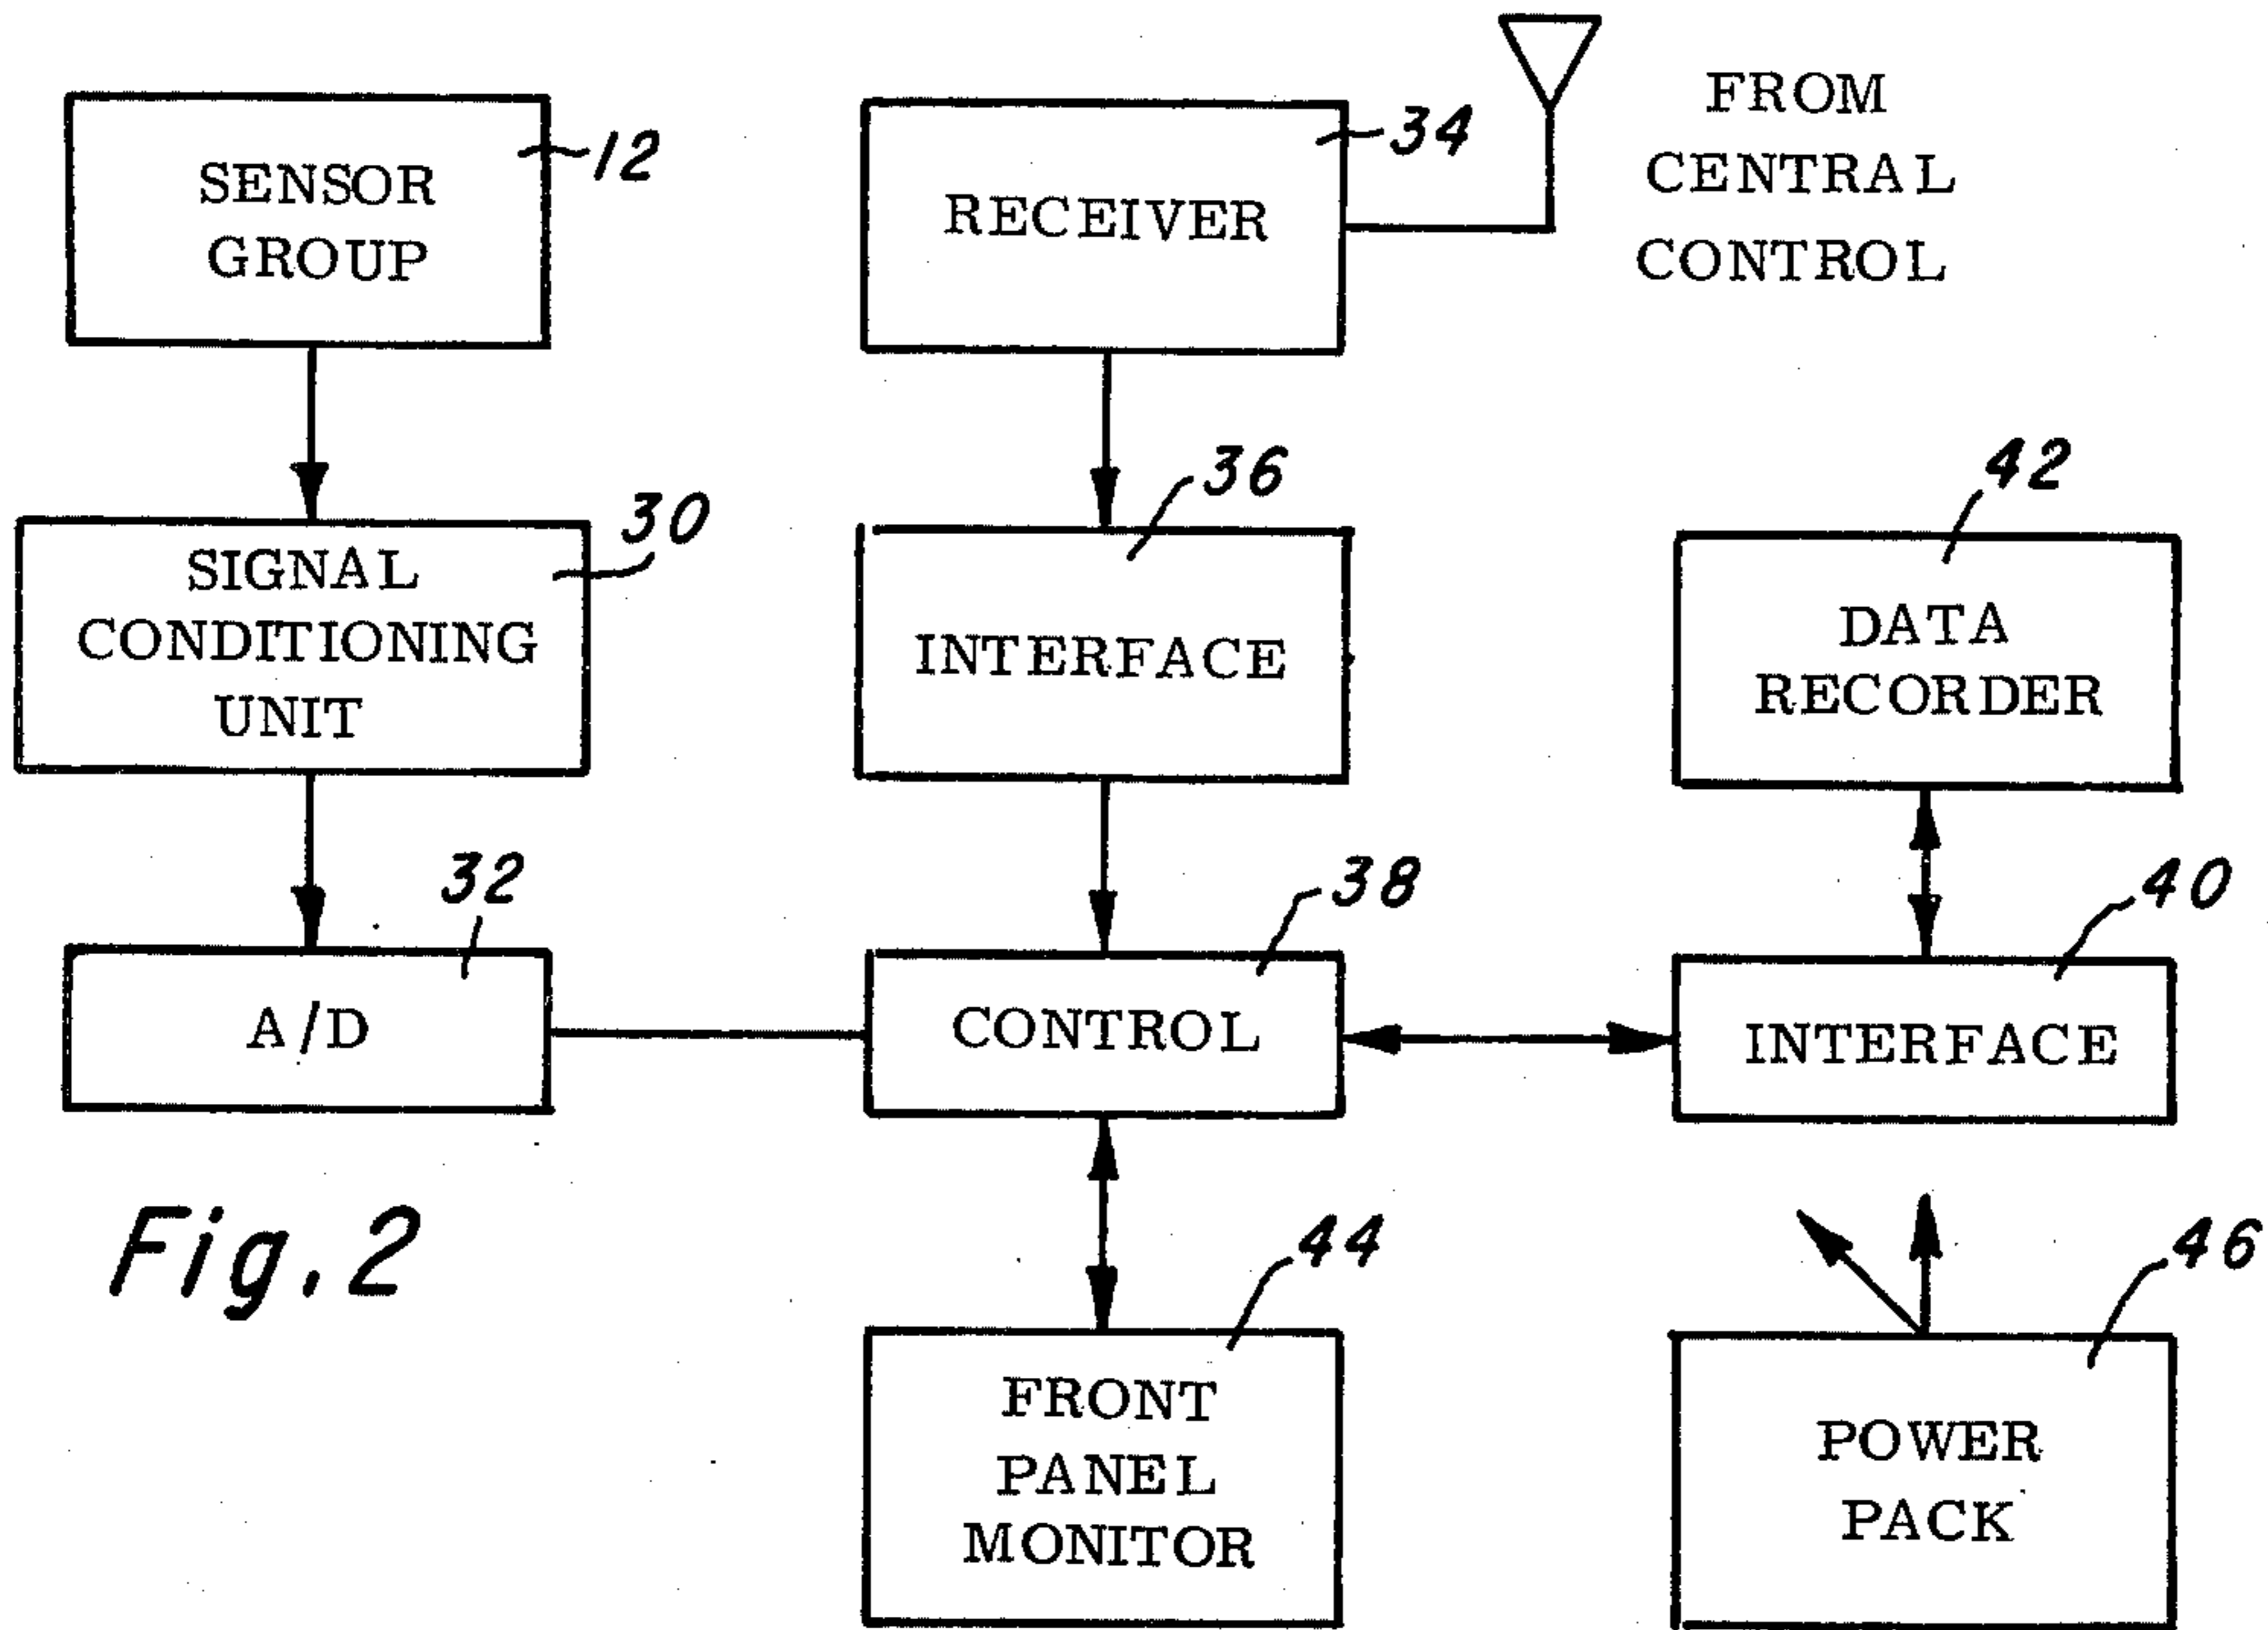 SENSOR
GROUP
12
RECEIVER
34
FROM
CENTRAL
CONTROL
SIGNAL
CONDITIONING
UNIT
30
INTERFACE
36
DATA
RECORDER
42
A/D
32
CONTROL
38
INTERFACE
40
Fig. 2
FRONT
PANEL
MONITOR
44
POWER
PACK
46